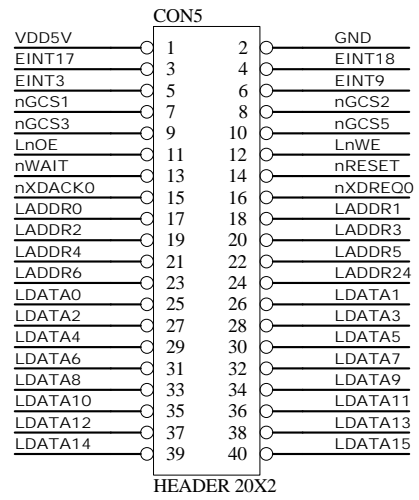 CON5
VDD5V 1 2 GND
EINT17 3 4 EINT18
EINT3 5 6 EINT9
nGCS1 7 8 nGCS2
nGCS3 9 10 nGCS5
LnOE 11 12 LnWE
nWAIT 13 14 nRESET
nXDACK0 15 16 nXDREQ0
LADDR0 17 18 LADDR1
LADDR2 19 20 LADDR3
LADDR4 21 22 LADDR5
LADDR6 23 24 LADDR24
LDATA0 25 26 LDATA1
LDATA2 27 28 LDATA3
LDATA4 29 30 LDATA5
LDATA6 31 32 LDATA7
LDATA8 33 34 LDATA9
LDATA10 35 36 LDATA11
LDATA12 37 38 LDATA13
LDATA14 39 40 LDATA15
HEADER 20X2